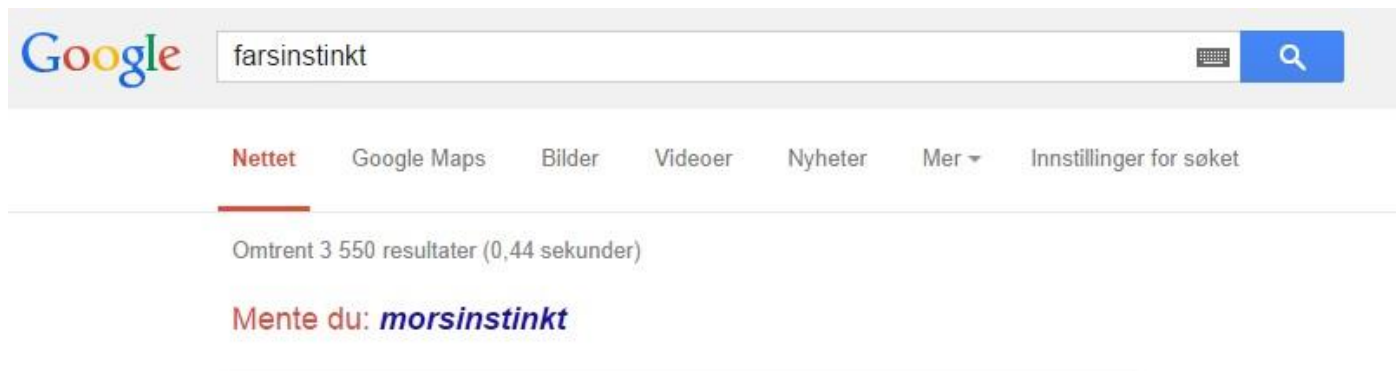 Google farsinstinkt
Nettet Google Maps Bilder Videoer Nyheter Mer Innstillinger for søket
Omtrent 3 550 resultater (0,44 sekunder)
Mente du: morsinstinkt